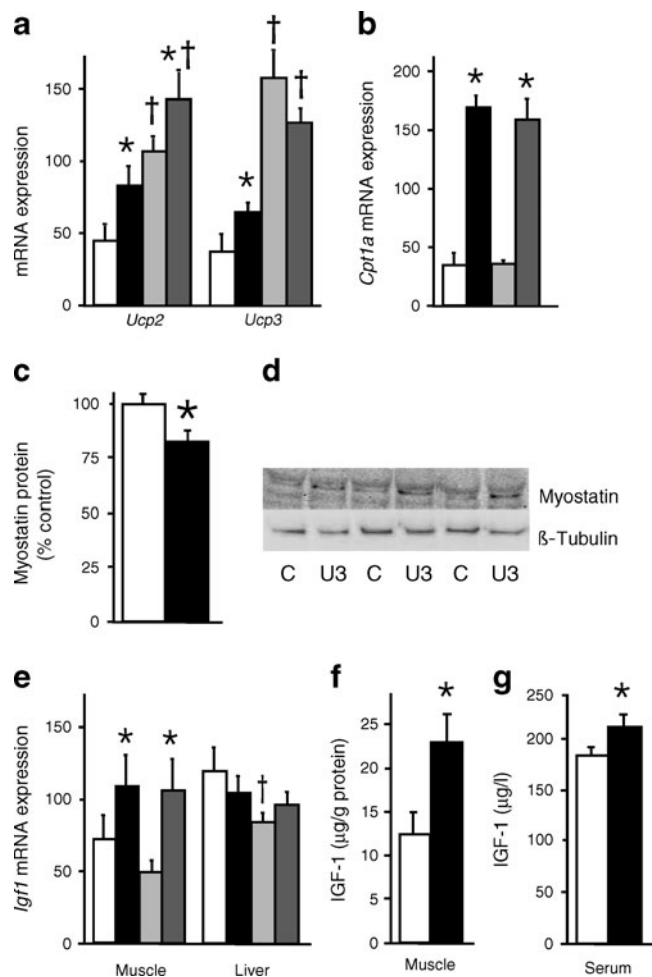 a
mRNA expression
150
100
50
0
* † * †
* † †
Ucp2 Ucp3
b
Cpt1a mRNA expression
200
150
100
50
0
* *
c
Myostatin protein
(% control)
100
75
50
25
0
*
d
Myostatin
ß-Tubulin
C U3 C U3 C U3
e
Igf1 mRNA expression
150
100
50
0
* * †
Muscle Liver
f
IGF-1 (µg/g protein)
25
20
15
10
5
0
*
Muscle
g
IGF-1 (µg/l)
250
200
150
200
50
0
*
Serum